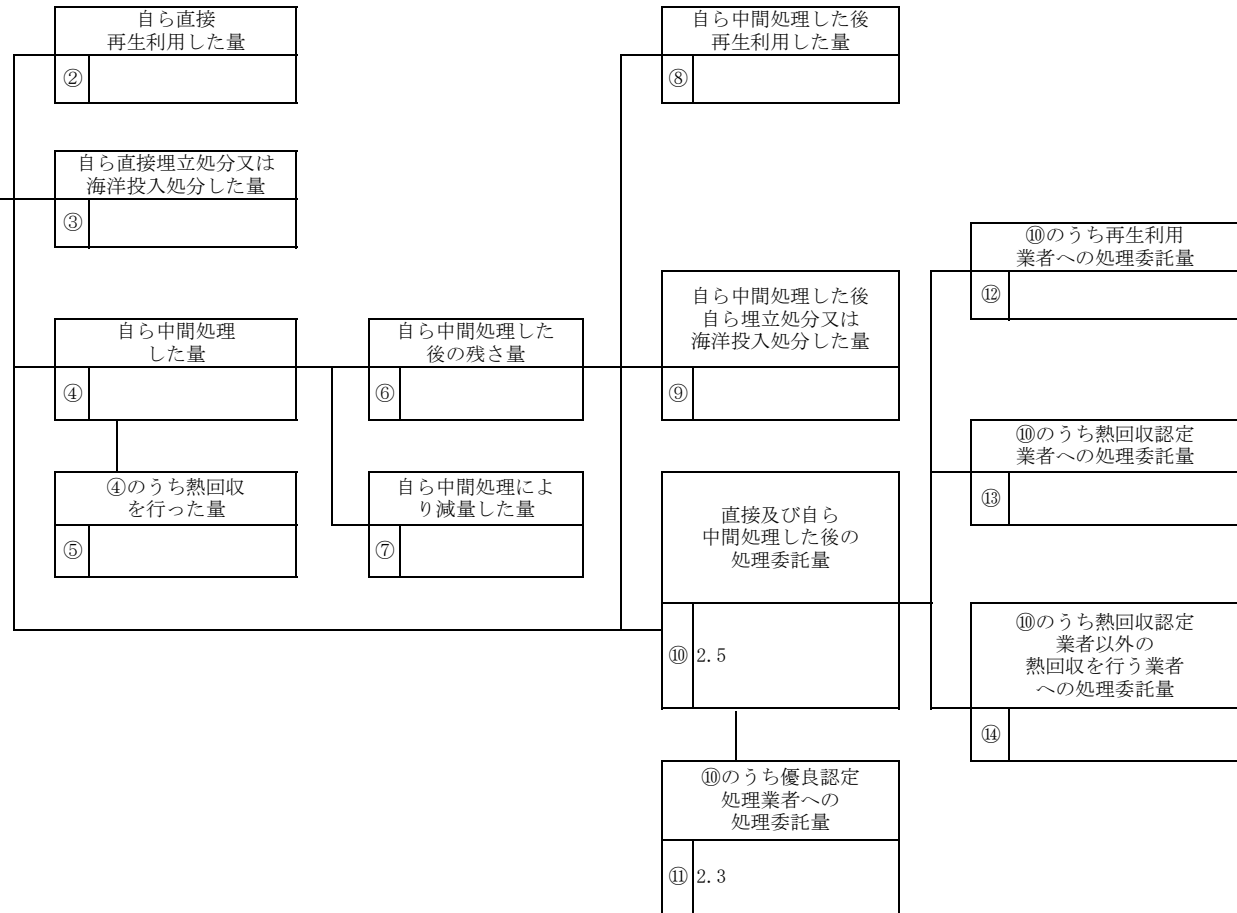 自ら直接
再生利用した量
②
自ら直接埋立処分又は
海洋投入処分した量
③
自ら中間処理
した量
④
④のうち熱回収
を行った量
⑤
自ら中間処理した
後の残さ量
⑥
自ら中間処理によ
り減量した量
⑦
自ら中間処理した後
再生利用した量
⑧
自ら中間処理した後
自ら埋立処分又は
海洋投入処分した量
⑨
直接及び自ら
中間処理した後の
処理委託量
⑩ 2.5
⑩のうち優良認定
処理業者への
処理委託量
⑪ 2.3
⑩のうち再生利用
業者への処理委託量
⑫
⑩のうち熱回収認定
業者への処理委託量
⑬
⑩のうち熱回収認定
業者以外の
熱回収を行う業者
への処理委託量
⑭